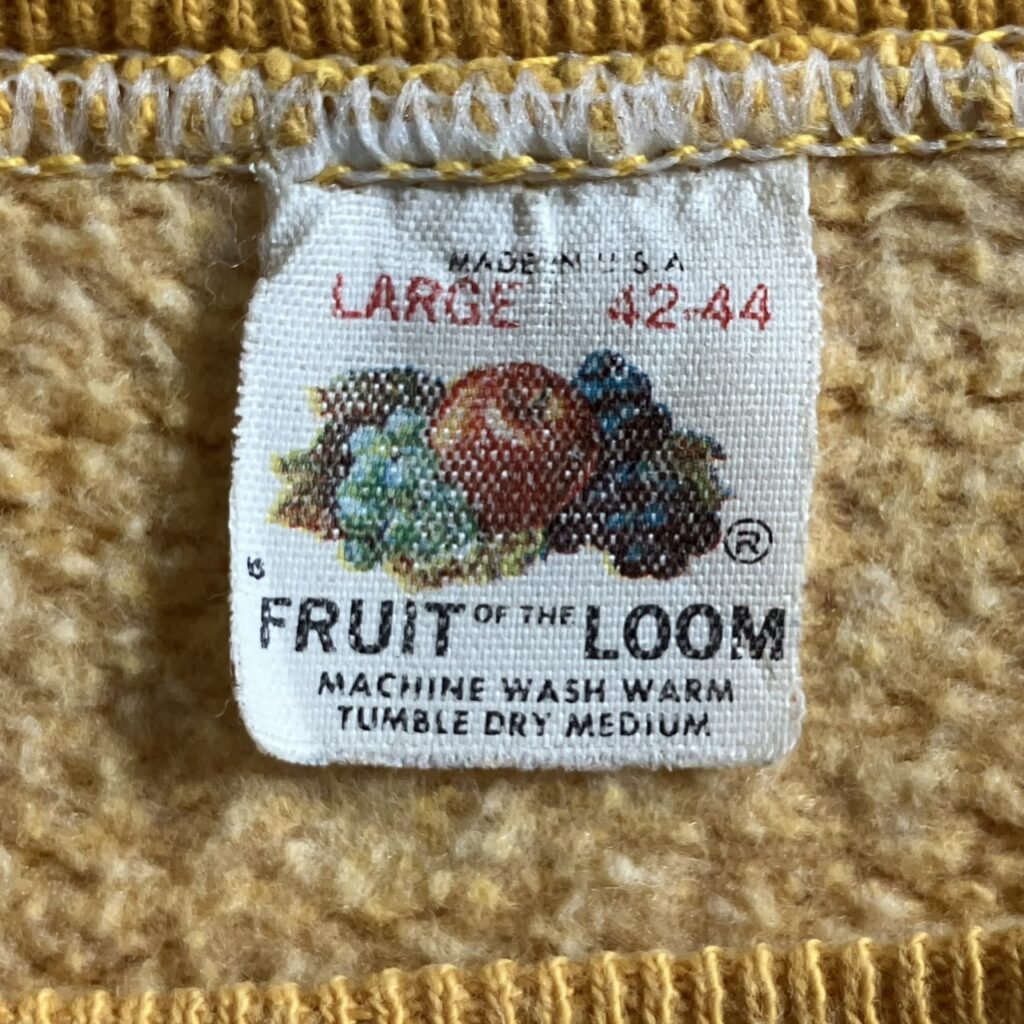 MADE IN U.S.A
LARGE 42-44
®
FRUIT OF THE LOOM
MACHINE WASH WARM
TUMBLE DRY MEDIUM